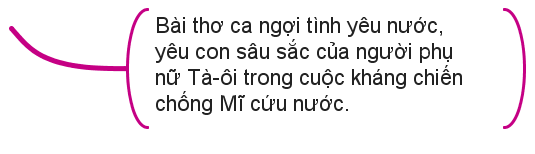 Bài thơ ca ngợi tình yêu nước,
yêu con sâu sắc của người phụ
nữ Tà-ôi trong cuộc kháng chiến
chống Mĩ cứu nước.